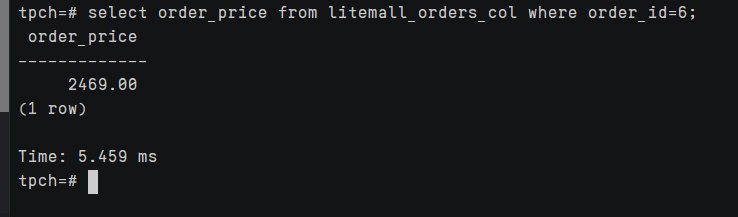 tpch=# select order_price from litemall_orders_col where order_id=6;
 order_price
-------------
     2469.00
(1 row)

Time: 5.459 ms
tpch=#